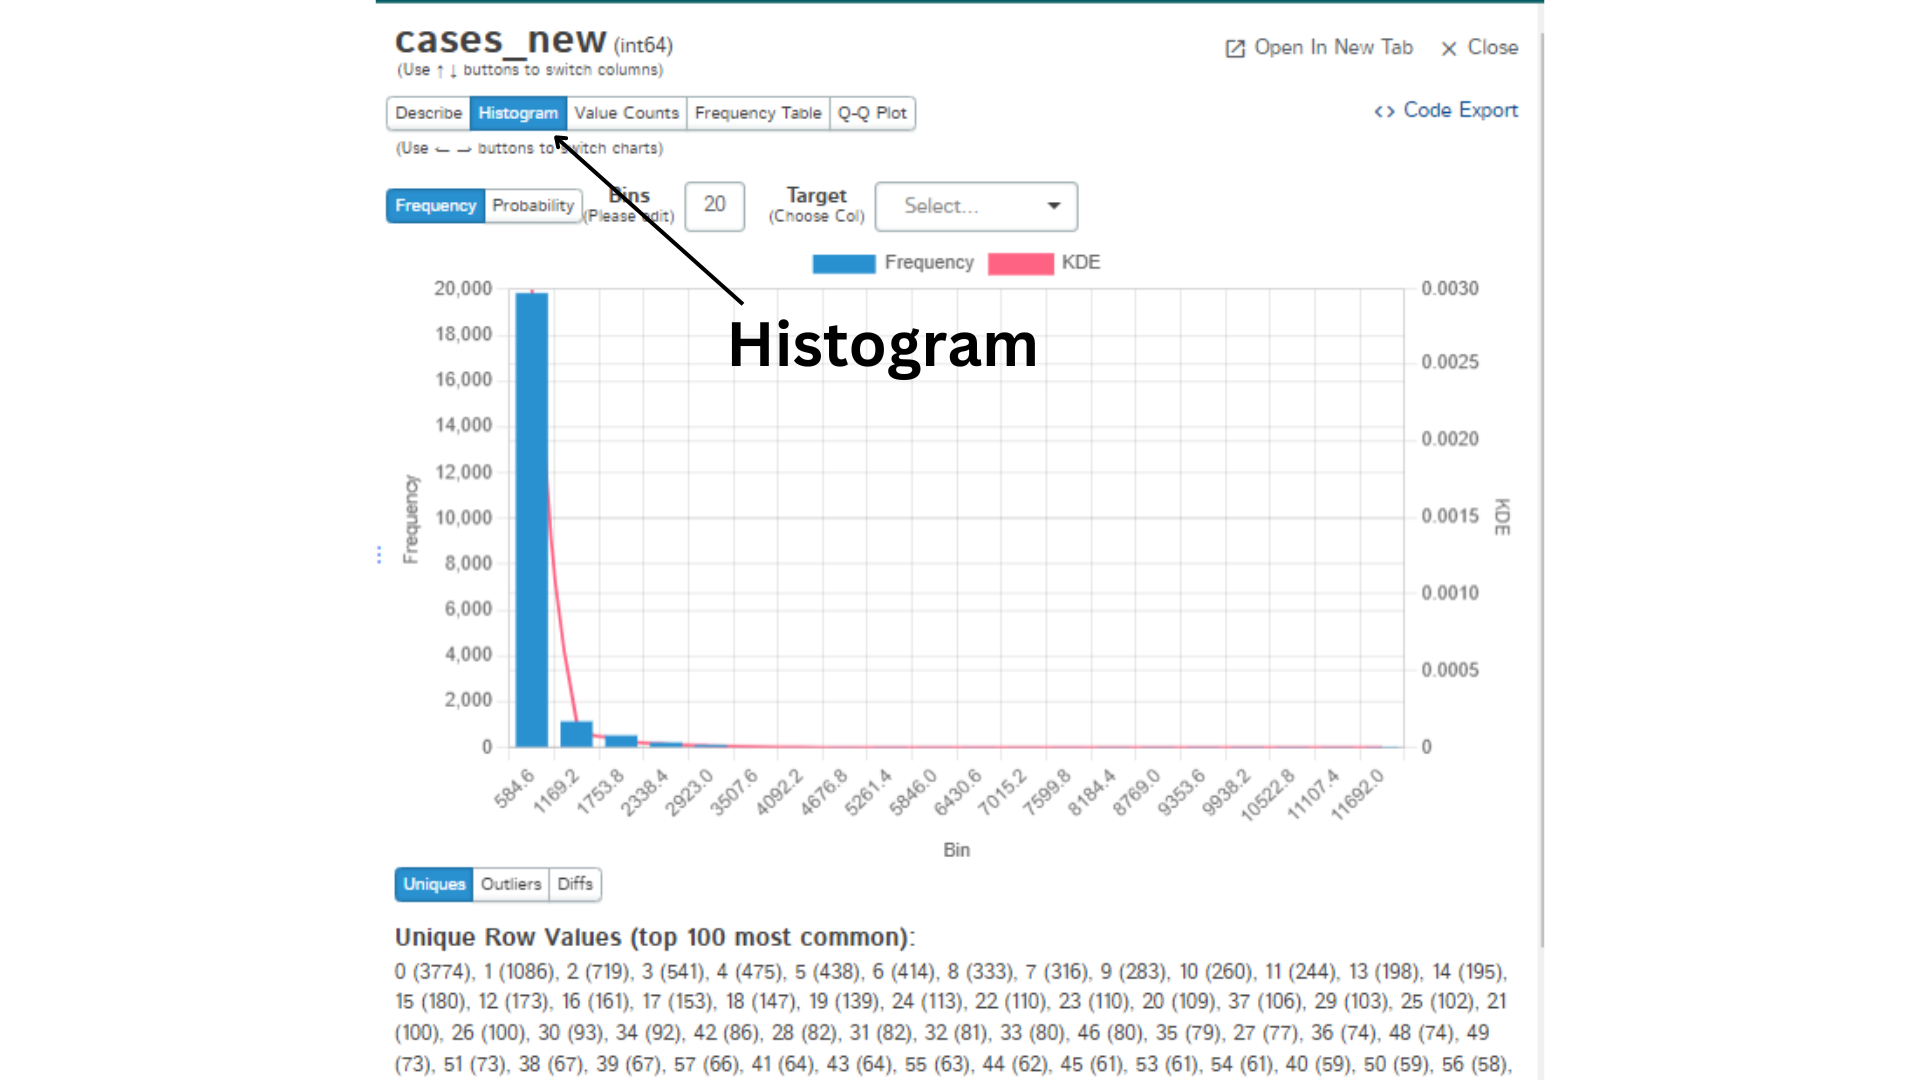 cases_new (int64)
(Use ↑ ↓ buttons to switch columns)
Open In New Tab
× Close
Describe Histogram Value Counts Frequency Table Q-Q Plot
<> Code Export
(Use ← → buttons to switch charts)
Frequency Probability
Bins
(Please edit)
20
Target
(Choose Col)
Select...
Frequency KDE
Histogram
20,000
18,000
16,000
14,000
12,000
10,000
8,000
6,000
4,000
2,000
0
Frequency
0.0030
0.0025
0.0020
0.0015
0.0010
0.0005
0
KDE
584.6 1169.2 1753.8 2338.4 2923.0 3507.6 4092.2 4676.8 5261.4 5846.0 6430.6 7015.2 7599.8 8184.4 8769.0 9353.6 9938.2 10522.8 11107.4 11692.0
Bin
Uniques Outliers Diffs
Unique Row Values (top 100 most common):
0 (3774), 1 (1086), 2 (719), 3 (541), 4 (475), 5 (438), 6 (414), 8 (333), 7 (316), 9 (283), 10 (260), 11 (244), 13 (198), 14 (195),
15 (180), 12 (173), 16 (161), 17 (153), 18 (147), 19 (139), 24 (113), 22 (110), 23 (110), 20 (109), 37 (106), 29 (103), 25 (102), 21
(100), 26 (100), 30 (93), 34 (92), 42 (86), 28 (82), 31 (82), 32 (81), 33 (80), 46 (80), 35 (79), 27 (77), 36 (74), 48 (74), 49
(73), 51 (73), 38 (67), 39 (67), 57 (66), 41 (64), 43 (64), 55 (63), 44 (62), 45 (61), 53 (61), 54 (61), 40 (59), 50 (59), 56 (58),